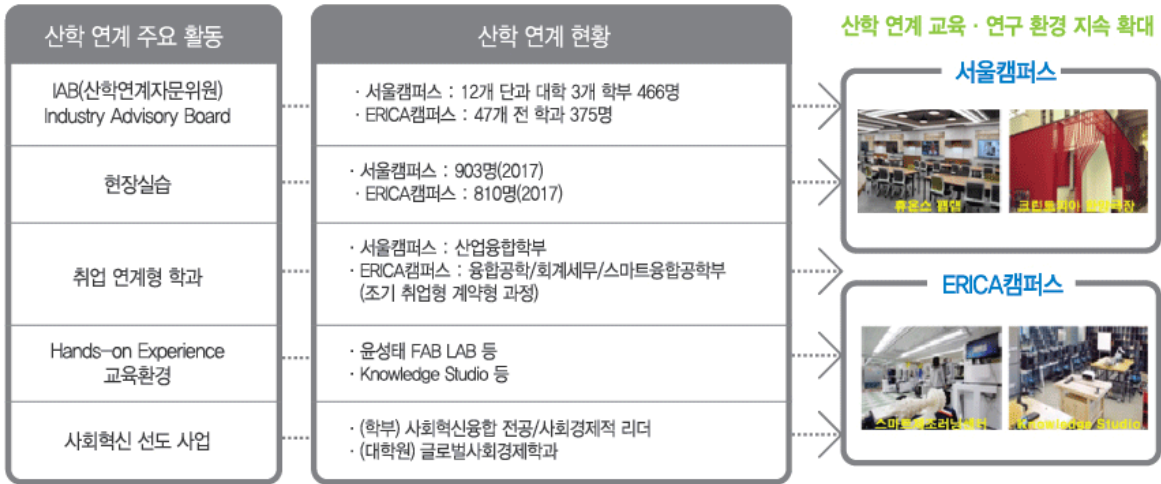 산학 연계 주요 활동
산학 연계 현황
산학 연계 교육 · 연구 환경 지속 확대
IAB(산학연계자문위원)
Industry Advisory Board
· 서울캠퍼스 : 12개 단과 대학 3개 학부 466명
· ERICA캠퍼스 : 47개 전 학과 375명
현장실습
· 서울캠퍼스 : 903명(2017)
· ERICA캠퍼스 : 810명(2017)
취업 연계형 학과
· 서울캠퍼스 : 산업융합학부
· ERICA캠퍼스 : 융합공학/회계세무/스마트융합공학부
(조기 취업형 계약형 과정)
Hands-on Experience
교육환경
· 윤성태 FAB LAB 등
· Knowledge Studio 등
사회혁신 선도 사업
· (학부) 사회혁신융합 전공/사회경제적 리더
· (대학원) 글로벌사회경제학과
서울캠퍼스
휴온스 팹랩
ERICA캠퍼스
스마트제조러닝센터
Knowledge Studio